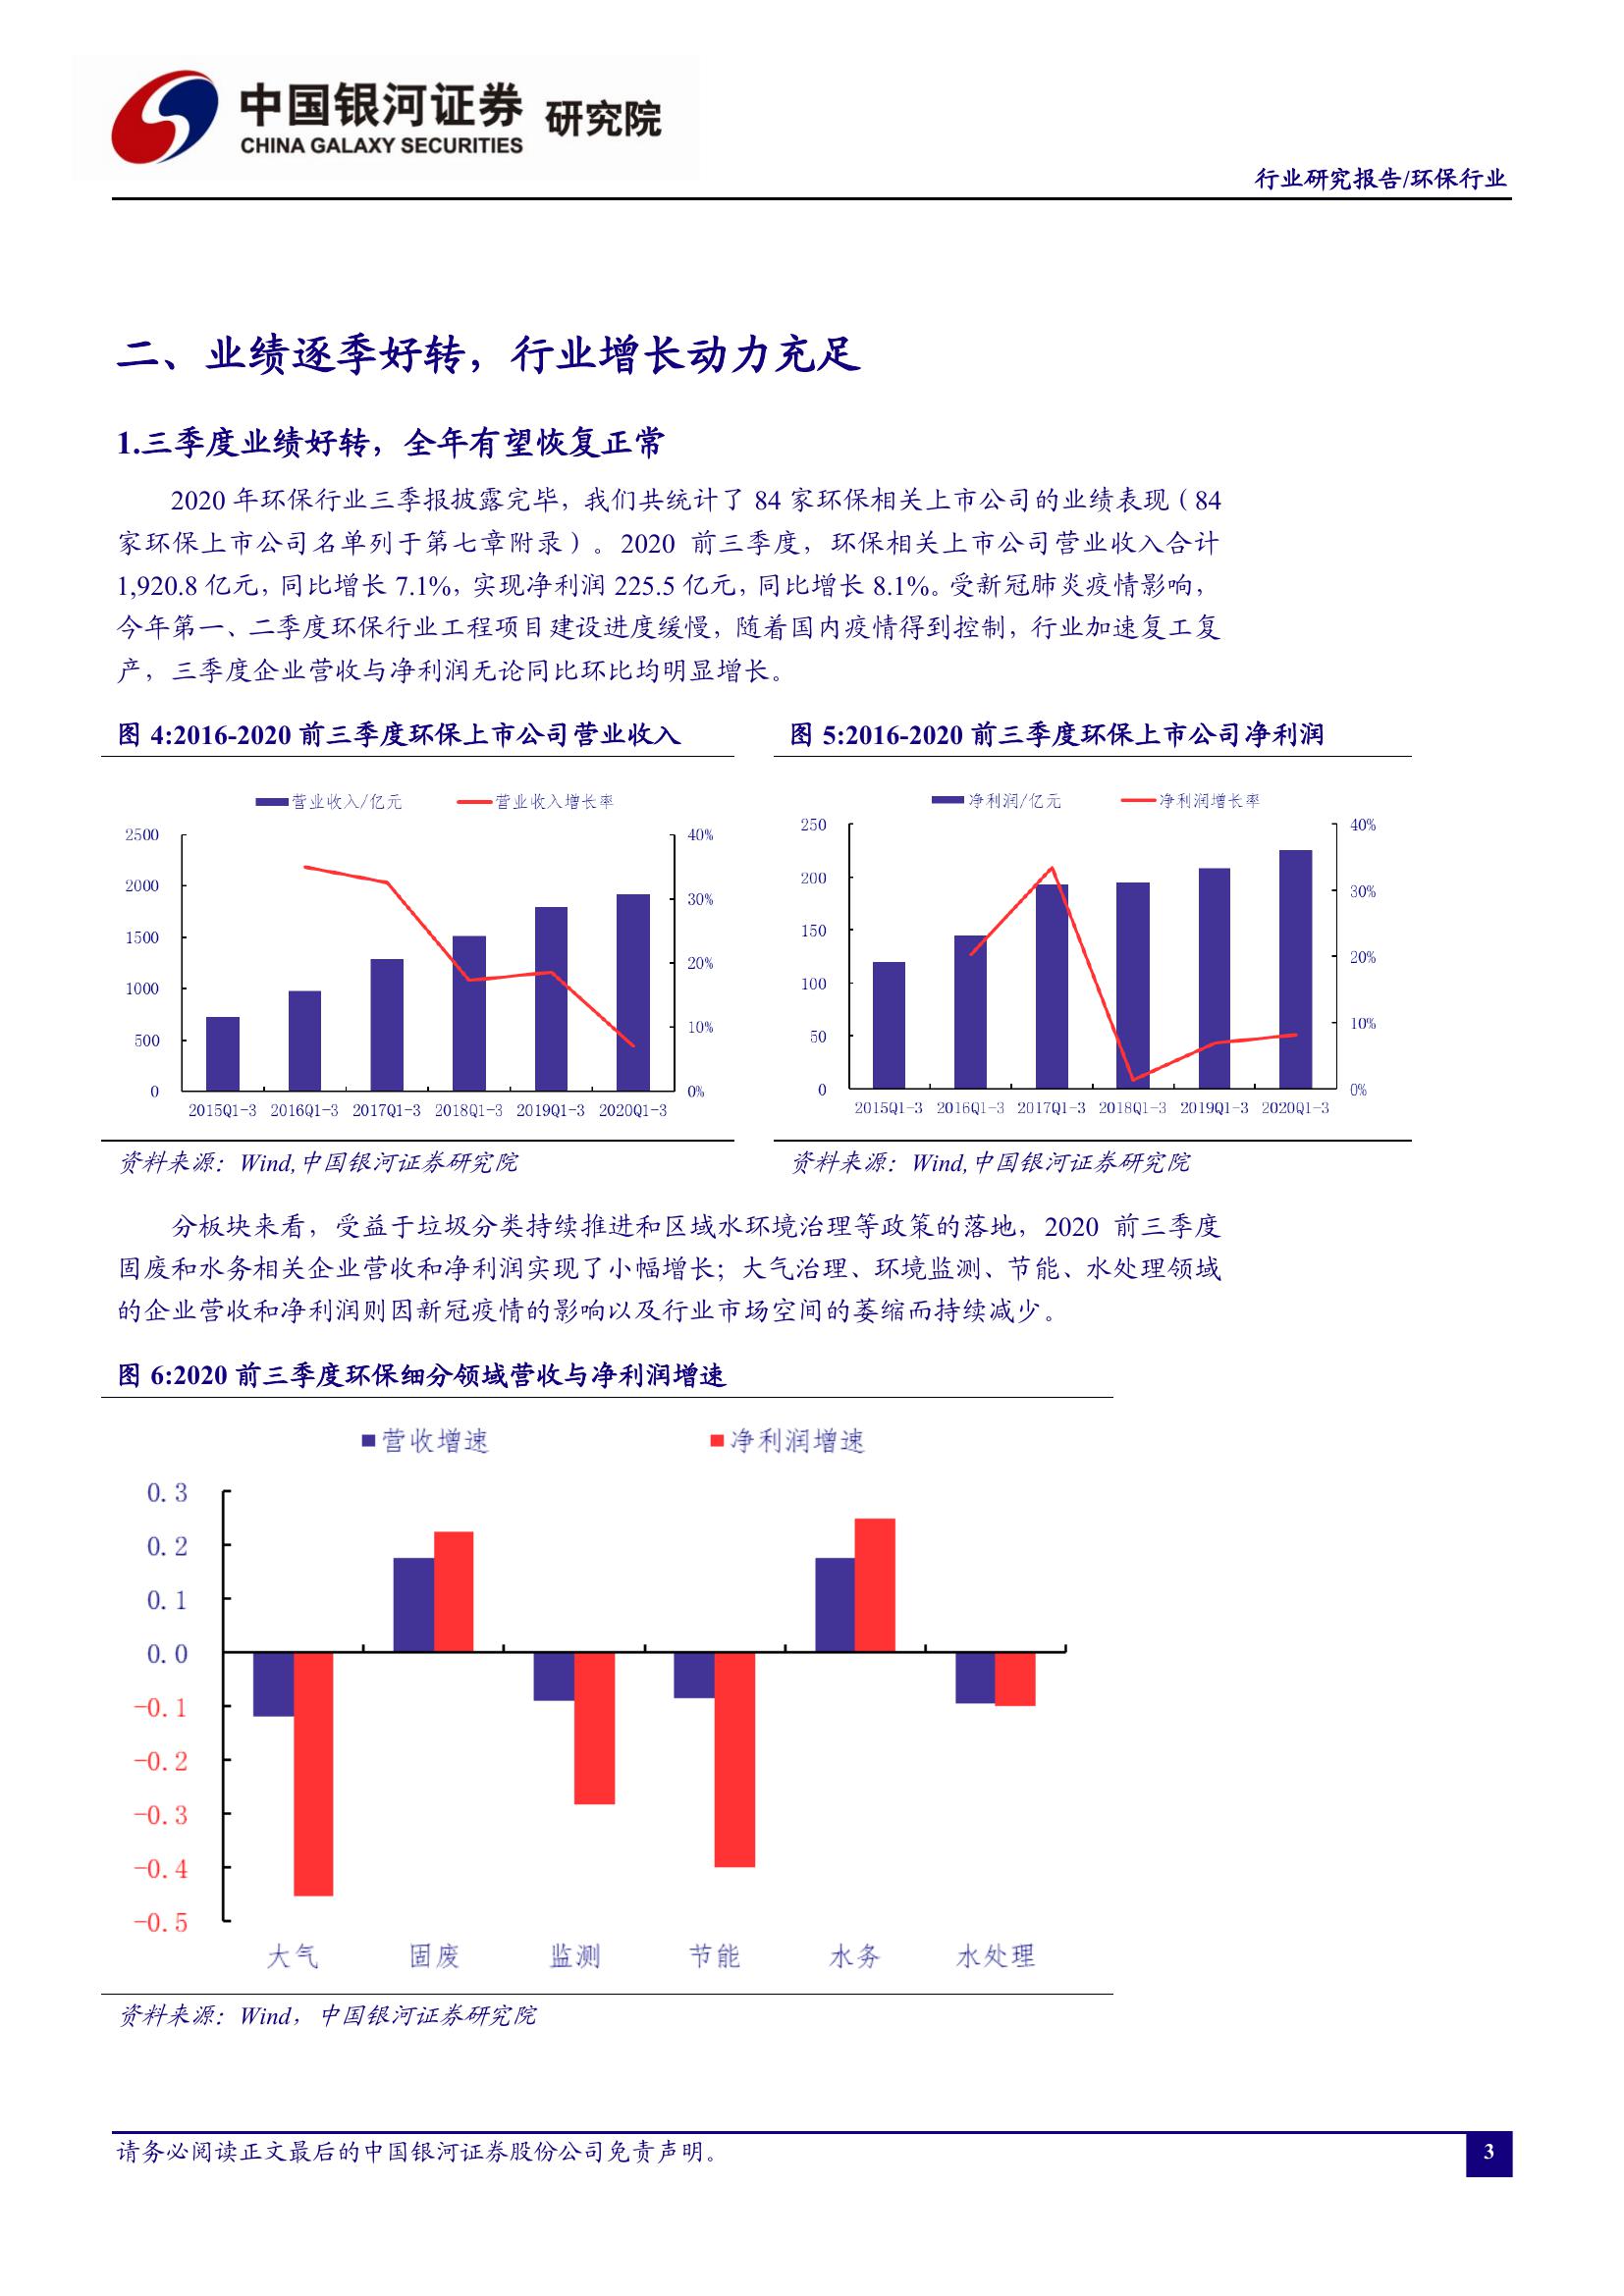 中国银河证券 研究院
CHINA GALAXY SECURITIES
行业研究报告/环保行业
二、业绩逐季好转，行业增长动力充足
1.三季度业绩好转，全年有望恢复正常
2020 年环保行业三季报披露完毕，我们共统计了 84 家环保相关上市公司的业绩表现（84
家环保上市公司名单列于第七章附录）。2020 前三季度，环保相关上市公司营业收入合计
1,920.8 亿元，同比增长 7.1%，实现净利润 225.5 亿元，同比增长 8.1%。受新冠肺炎疫情影响，
今年第一、二季度环保行业工程项目建设进度缓慢，随着国内疫情得到控制，行业加速复工复
产，三季度企业营收与净利润无论同比环比均明显增长。
图 4:2016-2020 前三季度环保上市公司营业收入
营业收入/亿元 营业收入增长率
2500
2000
1500
1000
500
0
40%
30%
20%
10%
0%
2015Q1-3 2016Q1-3 2017Q1-3 2018Q1-3 2019Q1-3 2020Q1-3
资料来源：Wind,中国银河证券研究院
图 5:2016-2020 前三季度环保上市公司净利润
净利润/亿元 净利润增长率
250
200
150
100
50
0
40%
30%
20%
10%
0%
2015Q1-3 2016Q1-3 2017Q1-3 2018Q1-3 2019Q1-3 2020Q1-3
资料来源：Wind,中国银河证券研究院
分板块来看，受益于垃圾分类持续推进和区域水环境治理等政策的落地，2020 前三季度
固废和水务相关企业营收和净利润实现了小幅增长；大气治理、环境监测、节能、水处理领域
的企业营收和净利润则因新冠疫情的影响以及行业市场空间的萎缩而持续减少。
图 6:2020 前三季度环保细分领域营收与净利润增速
营收增速 净利润增速
0.3
0.2
0.1
0.0
-0.1
-0.2
-0.3
-0.4
-0.5
大气 固废 监测 节能 水务 水处理
资料来源：Wind，中国银河证券研究院
请务必阅读正文最后的中国银河证券股份公司免责声明。
3